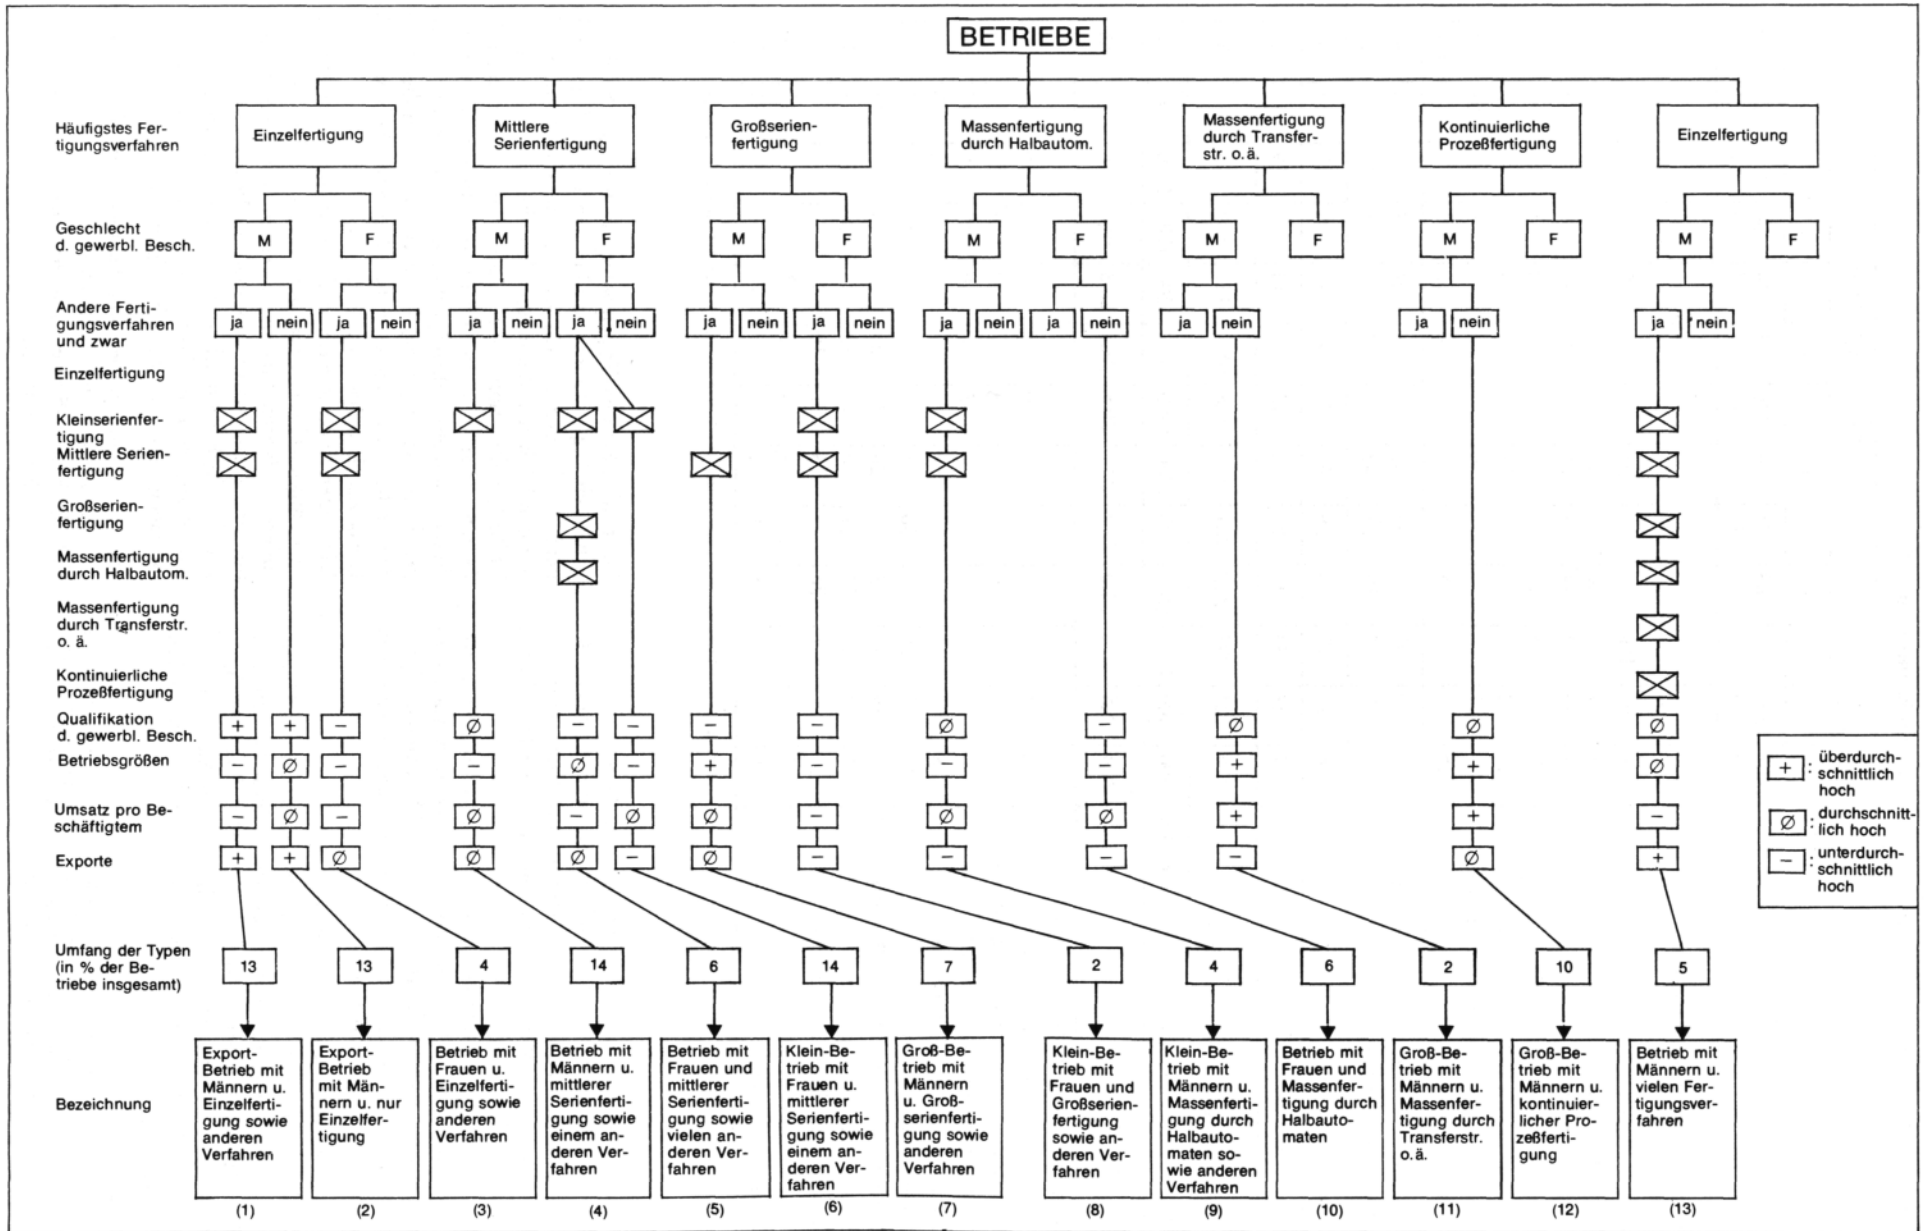 BETRIEBE
Häufigstes Fer-
tigungsverfahren
Einzelfertigung
Mittlere
Serienfertigung
Großserien-
fertigung
Massenfertigung
durch Halbautom.
Massenfertigung
durch Transfer-
str. o.ä.
Kontinuierliche
Prozeßfertigung
Einzelfertigung
Geschlecht
d. gewerbl. Besch.
M F M F M F M F M F M F M F
Andere Ferti-
gungsverfahren
und zwar
ja nein ja nein ja nein ja nein ja nein ja nein ja nein ja nein ja nein ja nein ja nein
Einzelfertigung
Kleinserienfer-
tigung
Mittlere Serien-
fertigung
Großserien-
fertigung
Massenfertigung
durch Halbautom.
Massenfertigung
durch Transferstr.
o. ä.
Kontinuierliche
Prozeßfertigung
Qualifikation
d. gewerbl. Besch.
+ + − Ø − − − − Ø − Ø Ø Ø
Betriebsgrößen
− Ø − − Ø − + − − − + + Ø
Umsatz pro Be-
schäftigtem
− Ø − Ø − Ø Ø − Ø Ø + + −
Exporte
+ + Ø Ø Ø − Ø − − − − Ø +
+ : überdurch-
schnittlich
hoch
Ø : durchschnitt-
lich hoch
− : unterdurch-
schnittlich
hoch
Umfang der Typen
(in % der Be-
triebe insgesamt)
13 13 4 14 6 14 7 2 4 6 2 10 5
Bezeichnung
Export-
Betrieb mit
Männern u.
Einzelferti-
gung sowie
anderen
Verfahren
(1)
Export-
Betrieb
mit Män-
nern u. nur
Einzelfer-
tigung
(2)
Betrieb mit
Frauen u.
Einzelferti-
gung sowie
anderen
Verfahren
(3)
Betrieb mit
Männern u.
mittlerer
Serienferti-
gung sowie
einem an-
deren Ver-
fahren
(4)
Betrieb mit
Frauen und
mittlerer
Serienferti-
gung sowie
vielen an-
deren Ver-
fahren
(5)
Klein-Be-
trieb mit
Frauen u.
mittlerer
Serienferti-
gung sowie
einem an-
deren Ver-
fahren
(6)
Groß-Be-
trieb mit
Männern
u. Groß-
serienferti-
gung sowie
anderen
Verfahren
(7)
Klein-Be-
trieb mit
Frauen und
Großserien-
fertigung
sowie an-
deren Ver-
fahren
(8)
Klein-Be-
trieb mit
Männern u.
Massenferti-
gung durch
Halbauto-
maten so-
wie anderen
Verfahren
(9)
Betrieb mit
Frauen und
Massenfer-
tigung durch
Halbauto-
maten
(10)
Groß-Be-
trieb mit
Männern u.
Massenfer-
tigung durch
Transferstr.
o.ä.
(11)
Groß-Be-
trieb mit
Männern u.
kontinuier-
licher Pro-
zeßferti-
gung
(12)
Betrieb mit
Männern u.
vielen Fer-
tigungsver-
fahren
(13)